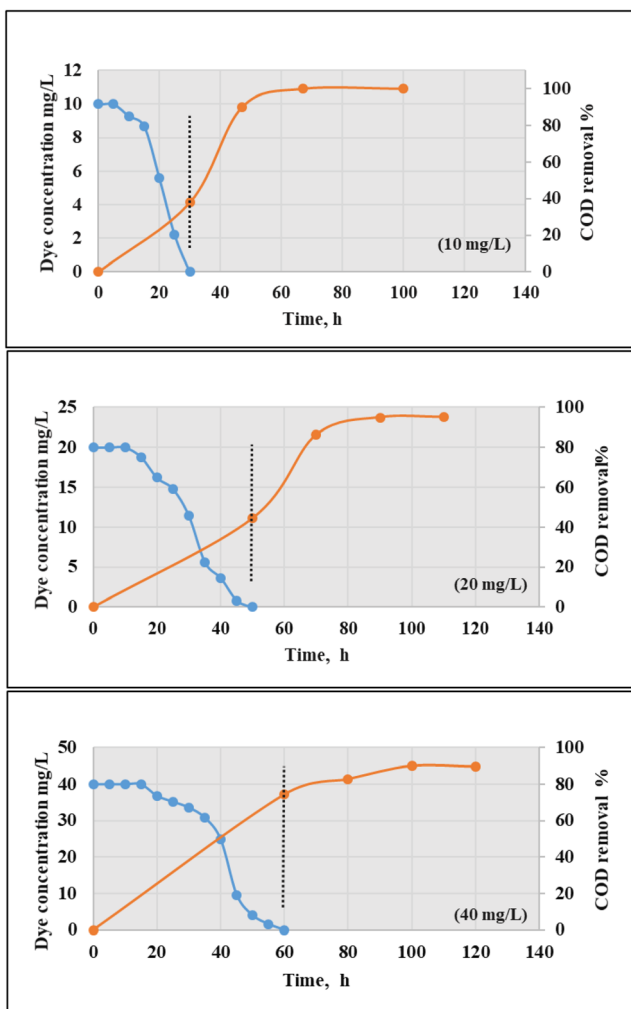 Dye concentration mg/L
12
10
8
6
4
2
0
100
80
60
40
20
0
COD removal %
(10 mg/L)
0 20 40 60 80 100 120 140
Time, h
Dye concentration mg/L
25
20
15
10
5
0
100
80
60
40
20
0
COD removal%
(20 mg/L)
0 20 40 60 80 100 120 140
Time, h
Dye concentration mg/L
50
40
30
20
10
0
100
80
60
40
20
0
COD removal %
(40 mg/L)
0 20 40 60 80 100 120 140
Time, h